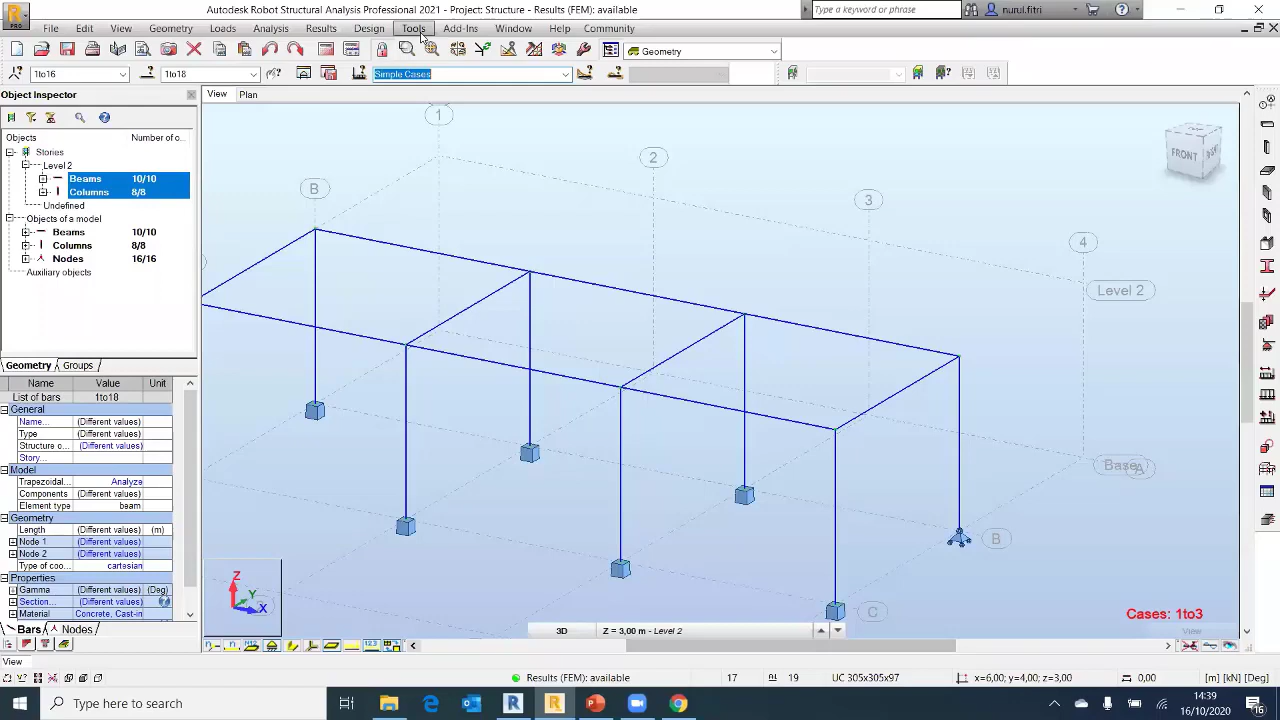 Autodesk Robot Structural Analysis Professional 2021 - Project: Structure - Results (FEM): available
Type a keyword or phrase
nurul.fitri
File Edit View Geometry Loads Analysis Results Design Tools Add-Ins Window Help Community
Geometry
1to16
1to18
Simple Cases
Object Inspector
View Plan
Objects Number of o...
Stories
Level 2
Beams 10/10
Columns 8/8
Undefined
Objects of a model
Beams 10/10
Columns 8/8
Nodes 16/16
Auxiliary objects
Geometry Groups
Name Value Unit
List of bars 1to18
General
Name... (Different values)
Type (Different values)
Structure o... (Different values)
Story...
Model
Trapezoidal... Analyze
Components (Different values)
Element type beam
Geometry
Length (Different values) (m)
Node 1 (Different values)
Node 2 (Different values)
Type of coo... cartesian
Properties
Gamma (Different values) (Deg)
Section... (Different values)
Material Concrete, Cast-in
Bars Nodes
1
2
3
4
B
Level 2
Base
A
B
C
FRONT
Z
Y
X
3D Z = 3,00 m - Level 2
Cases: 1to3
View
View
Results (FEM): available 17 19 UC 305x305x97 x=6,00; y=4,00; z=3,00 0,00 [m] [kN] [Deg]
Type here to search
14:39
16/10/2020